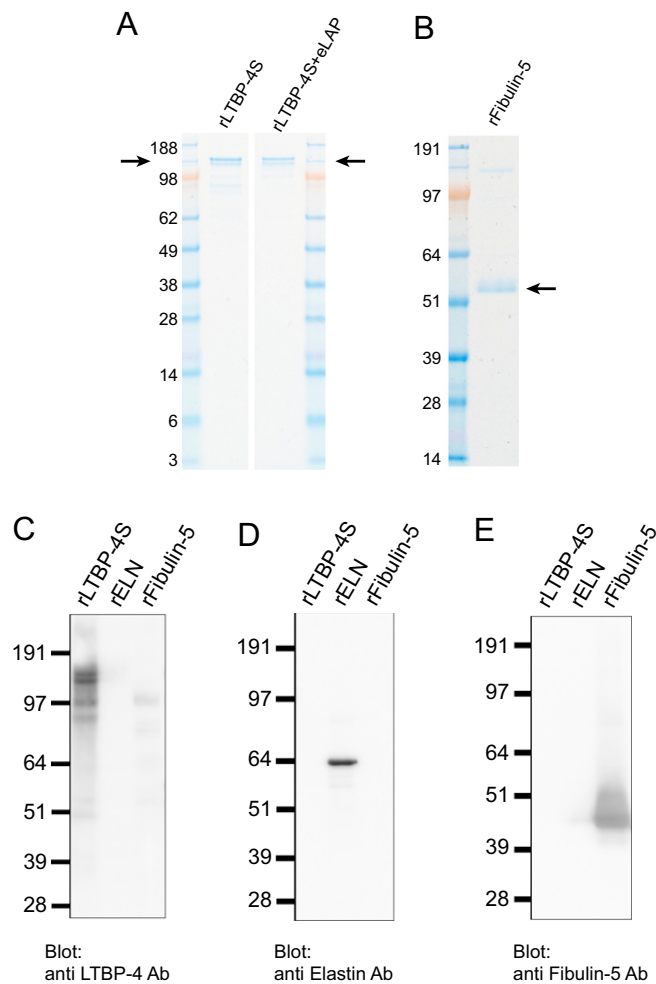 A
rLTBP-4S
rLTBP-4S+eLAP
188
98
62
49
38
28
14
6
3
B
rFibulin-5
191
97
64
51
39
28
14
C
rLTBP-4S
rELN
rFibulin-5
191
97
64
51
39
28
Blot:
anti LTBP-4 Ab
D
rLTBP-4S
rELN
rFibulin-5
191
97
64
51
39
28
Blot:
anti Elastin Ab
E
rLTBP-4S
rELN
rFibulin-5
191
97
64
51
39
28
Blot:
anti Fibulin-5 Ab